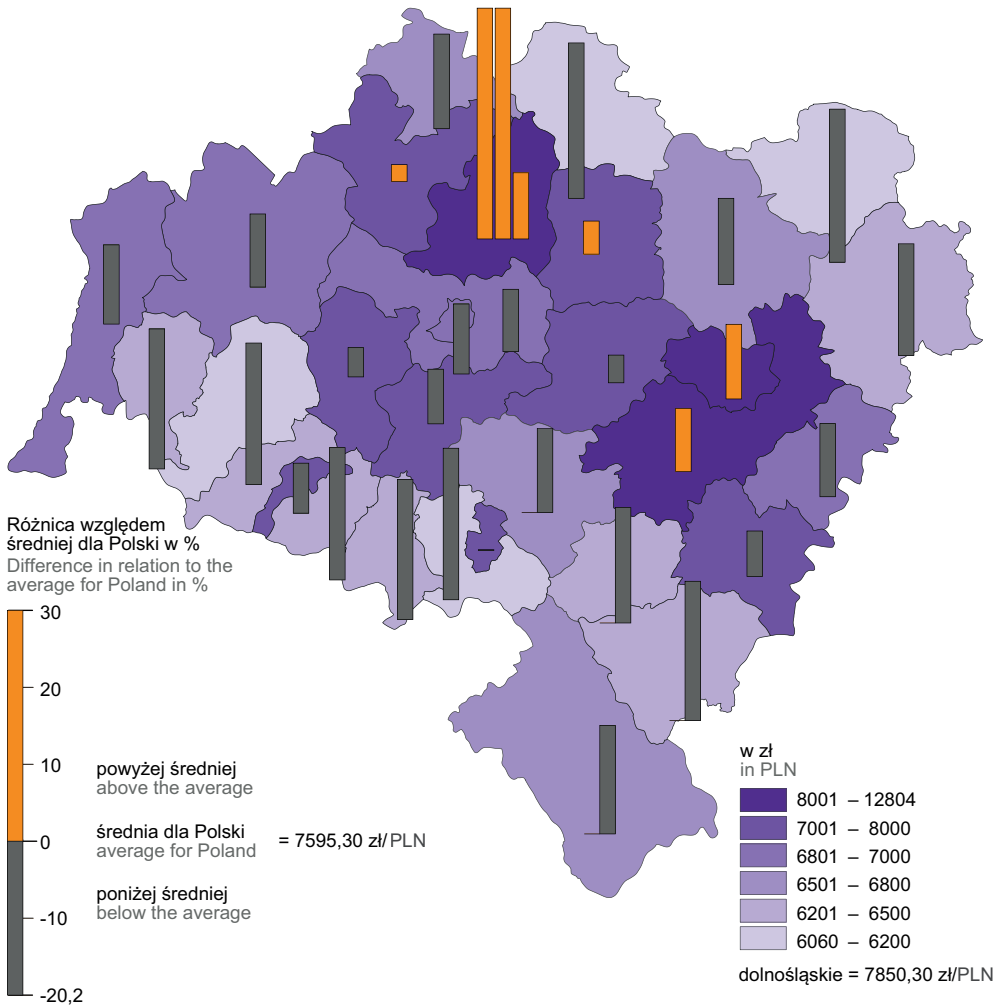 Różnica względem
średniej dla Polski w %
Difference in relation to the
average for Poland in %
30
20
10
0
-10
-20,2
powyżej średniej
above the average
średnia dla Polski
average for Poland
= 7595,30 zł/PLN
poniżej średniej
below the average
w zł
in PLN
8001 – 12804
7001 – 8000
6801 – 7000
6501 – 6800
6201 – 6500
6060 – 6200
dolnośląskie = 7850,30 zł/PLN